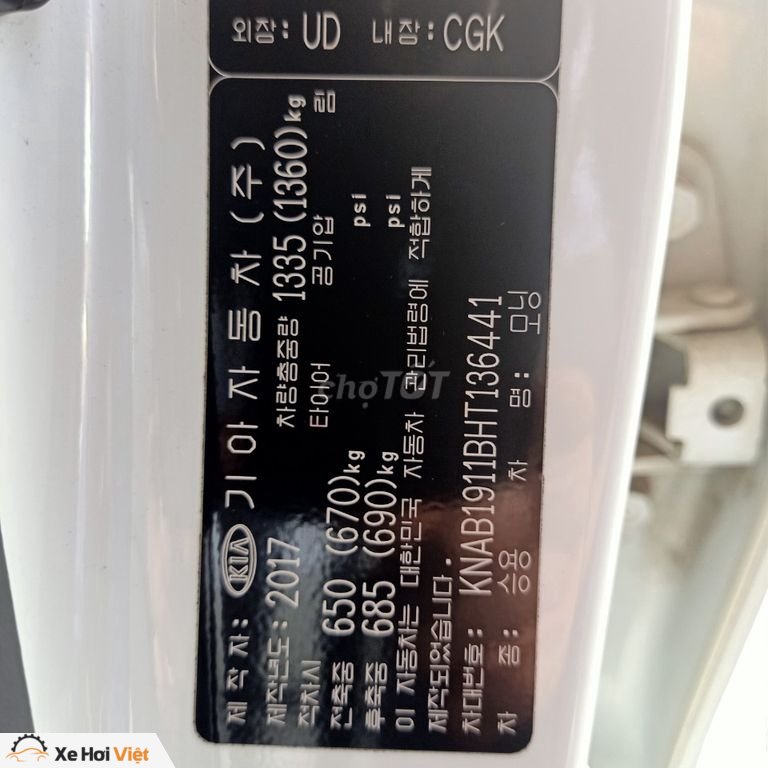 외장: UD 내장: CGK
제작자: KIA 기아자동차(주)
제작년도: 2017 차량총중량 1335 (1360)kg
적차시 타이어 공기압 림
전축중 650 (670)kg psi
후축중 685 (690)kg psi
이 자동차는 대한민국 자동차 관리법령에 적합하게
제작되었습니다.
차대번호: KNAB1911BHT136441
차 종: 승용 차 명: 모닝
chợTỐT
Xe Hơi Việt